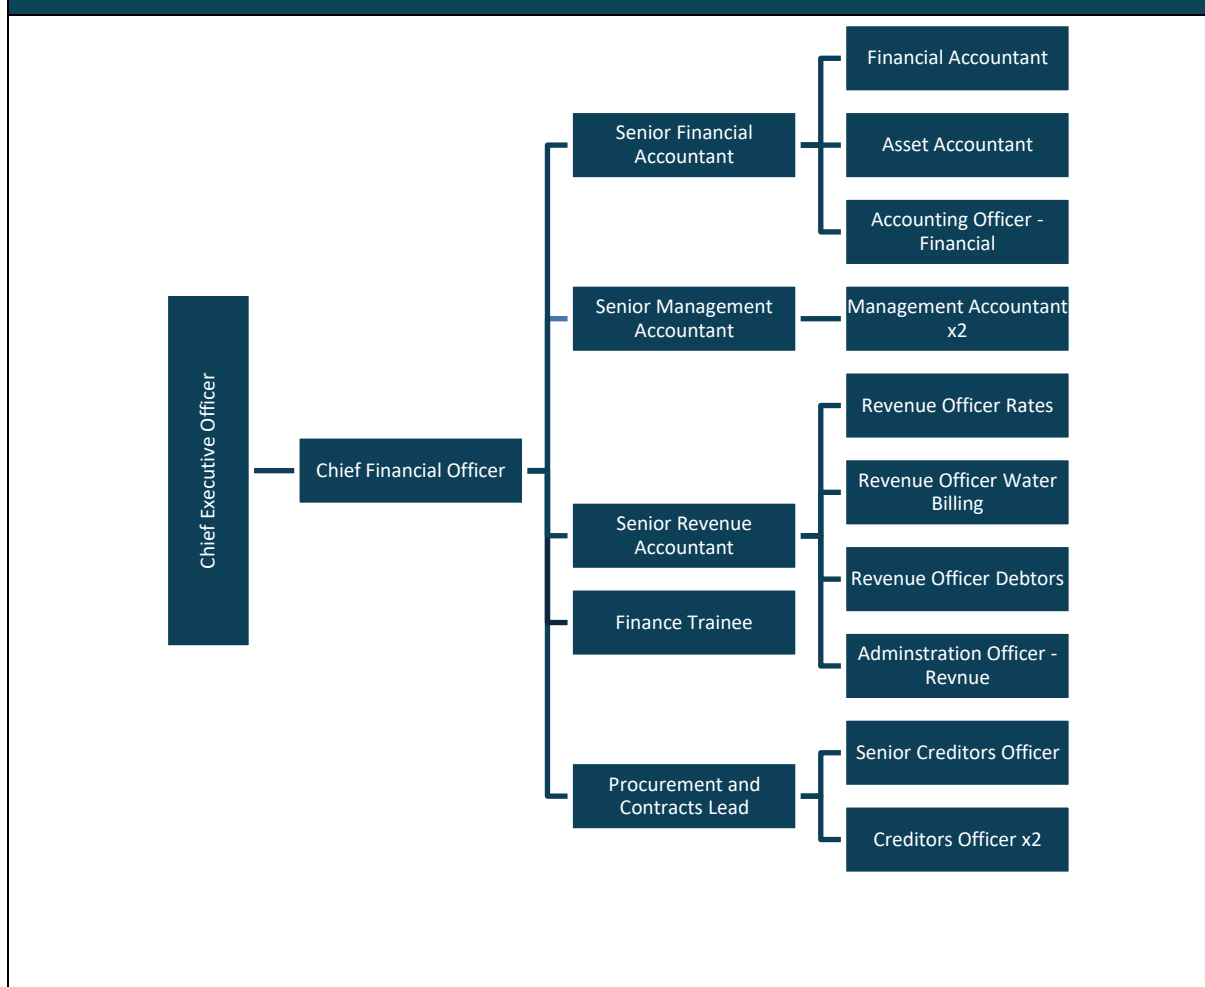 Chief Executive Officer
Chief Financial Officer
Senior Financial
Accountant
Financial Accountant
Asset Accountant
Accounting Officer -
Financial
Senior Management
Accountant
Management Accountant
x2
Senior Revenue
Accountant
Revenue Officer Rates
Revenue Officer Water
Billing
Revenue Officer Debtors
Adminstration Officer -
Revnue
Finance Trainee
Procurement and
Contracts Lead
Senior Creditors Officer
Creditors Officer x2